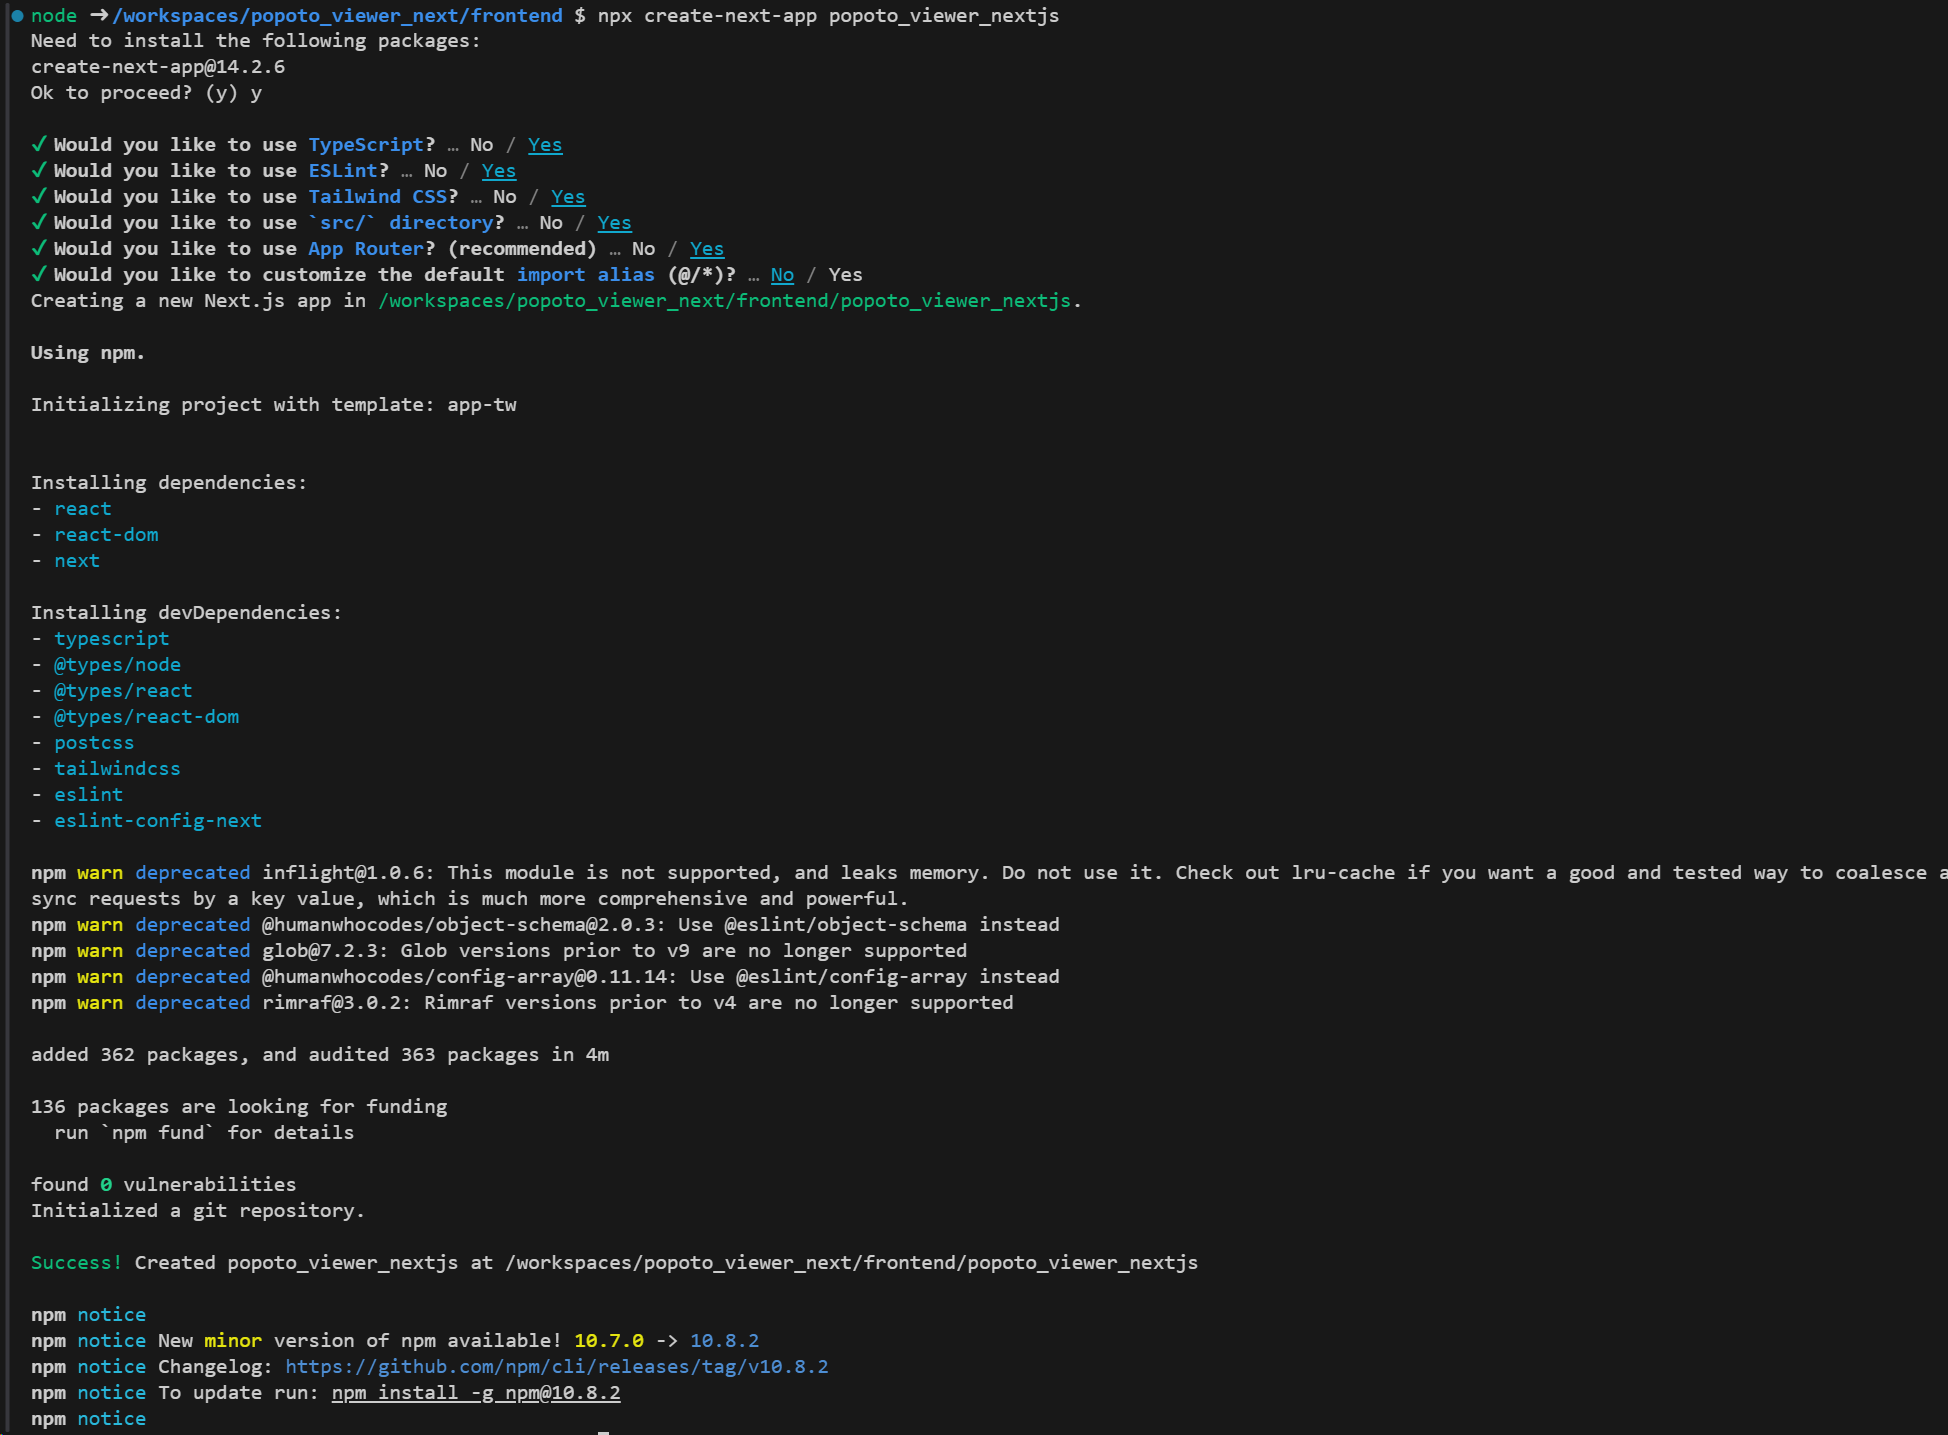 node ➜ /workspaces/popoto_viewer_next/frontend $ npx create-next-app popoto_viewer_nextjs
Need to install the following packages:
create-next-app@14.2.6
Ok to proceed? (y) y
✓ Would you like to use TypeScript? … No / Yes
✓ Would you like to use ESLint? … No / Yes
✓ Would you like to use Tailwind CSS? … No / Yes
✓ Would you like to use `src/` directory? … No / Yes
✓ Would you like to use App Router? (recommended) … No / Yes
✓ Would you like to customize the default import alias (@/*)? … No / Yes
Creating a new Next.js app in /workspaces/popoto_viewer_next/frontend/popoto_viewer_nextjs.
Using npm.
Initializing project with template: app-tw
Installing dependencies:
- react
- react-dom
- next
Installing devDependencies:
- typescript
- @types/node
- @types/react
- @types/react-dom
- postcss
- tailwindcss
- eslint
- eslint-config-next
npm warn deprecated inflight@1.0.6: This module is not supported, and leaks memory. Do not use it. Check out lru-cache if you want a good and tested way to coalesce a
sync requests by a key value, which is much more comprehensive and powerful.
npm warn deprecated @humanwhocodes/object-schema@2.0.3: Use @eslint/object-schema instead
npm warn deprecated glob@7.2.3: Glob versions prior to v9 are no longer supported
npm warn deprecated @humanwhocodes/config-array@0.11.14: Use @eslint/config-array instead
npm warn deprecated rimraf@3.0.2: Rimraf versions prior to v4 are no longer supported
added 362 packages, and audited 363 packages in 4m
136 packages are looking for funding
  run `npm fund` for details
found 0 vulnerabilities
Initialized a git repository.
Success! Created popoto_viewer_nextjs at /workspaces/popoto_viewer_next/frontend/popoto_viewer_nextjs
npm notice
npm notice New minor version of npm available! 10.7.0 -> 10.8.2
npm notice Changelog: https://github.com/npm/cli/releases/tag/v10.8.2
npm notice To update run: npm install -g npm@10.8.2
npm notice